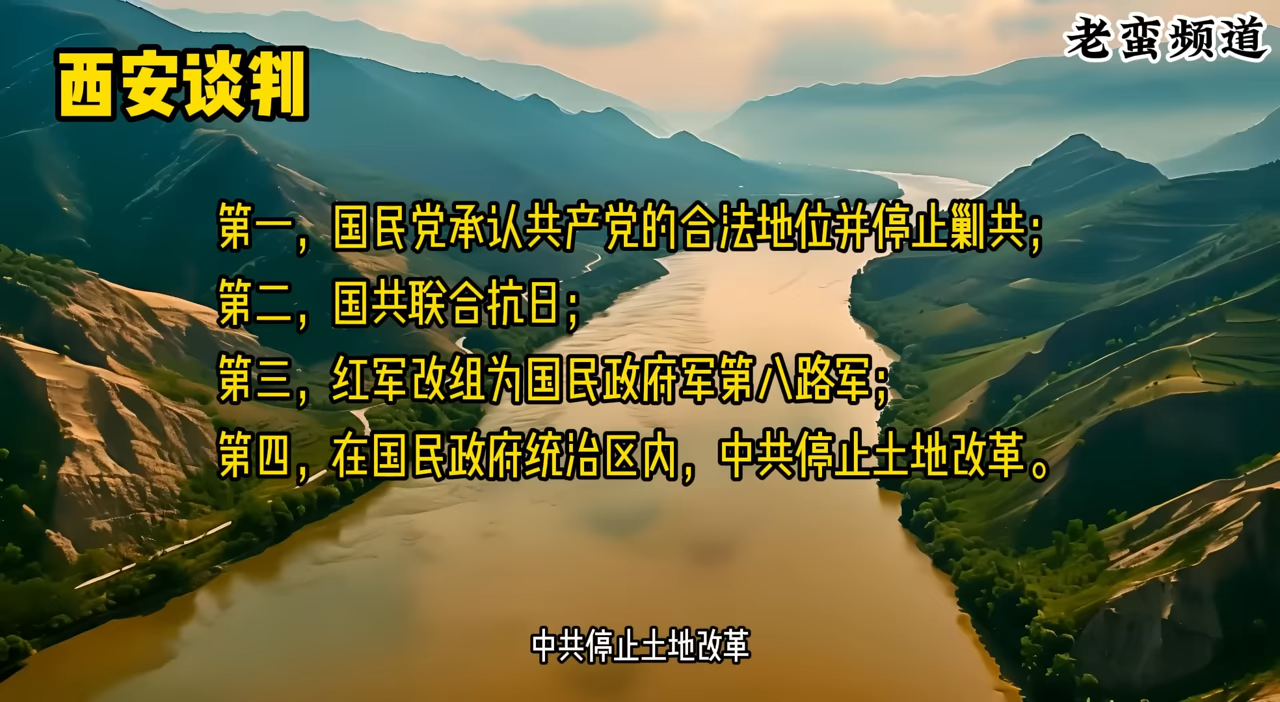 老蛮频道
西安谈判
第一，国民党承认共产党的合法地位并停止剿共；
第二，国共联合抗日；
第三，红军改组为国民政府军第八路军；
第四，在国民政府统治区内，中共停止土地改革。
中共停止土地改革